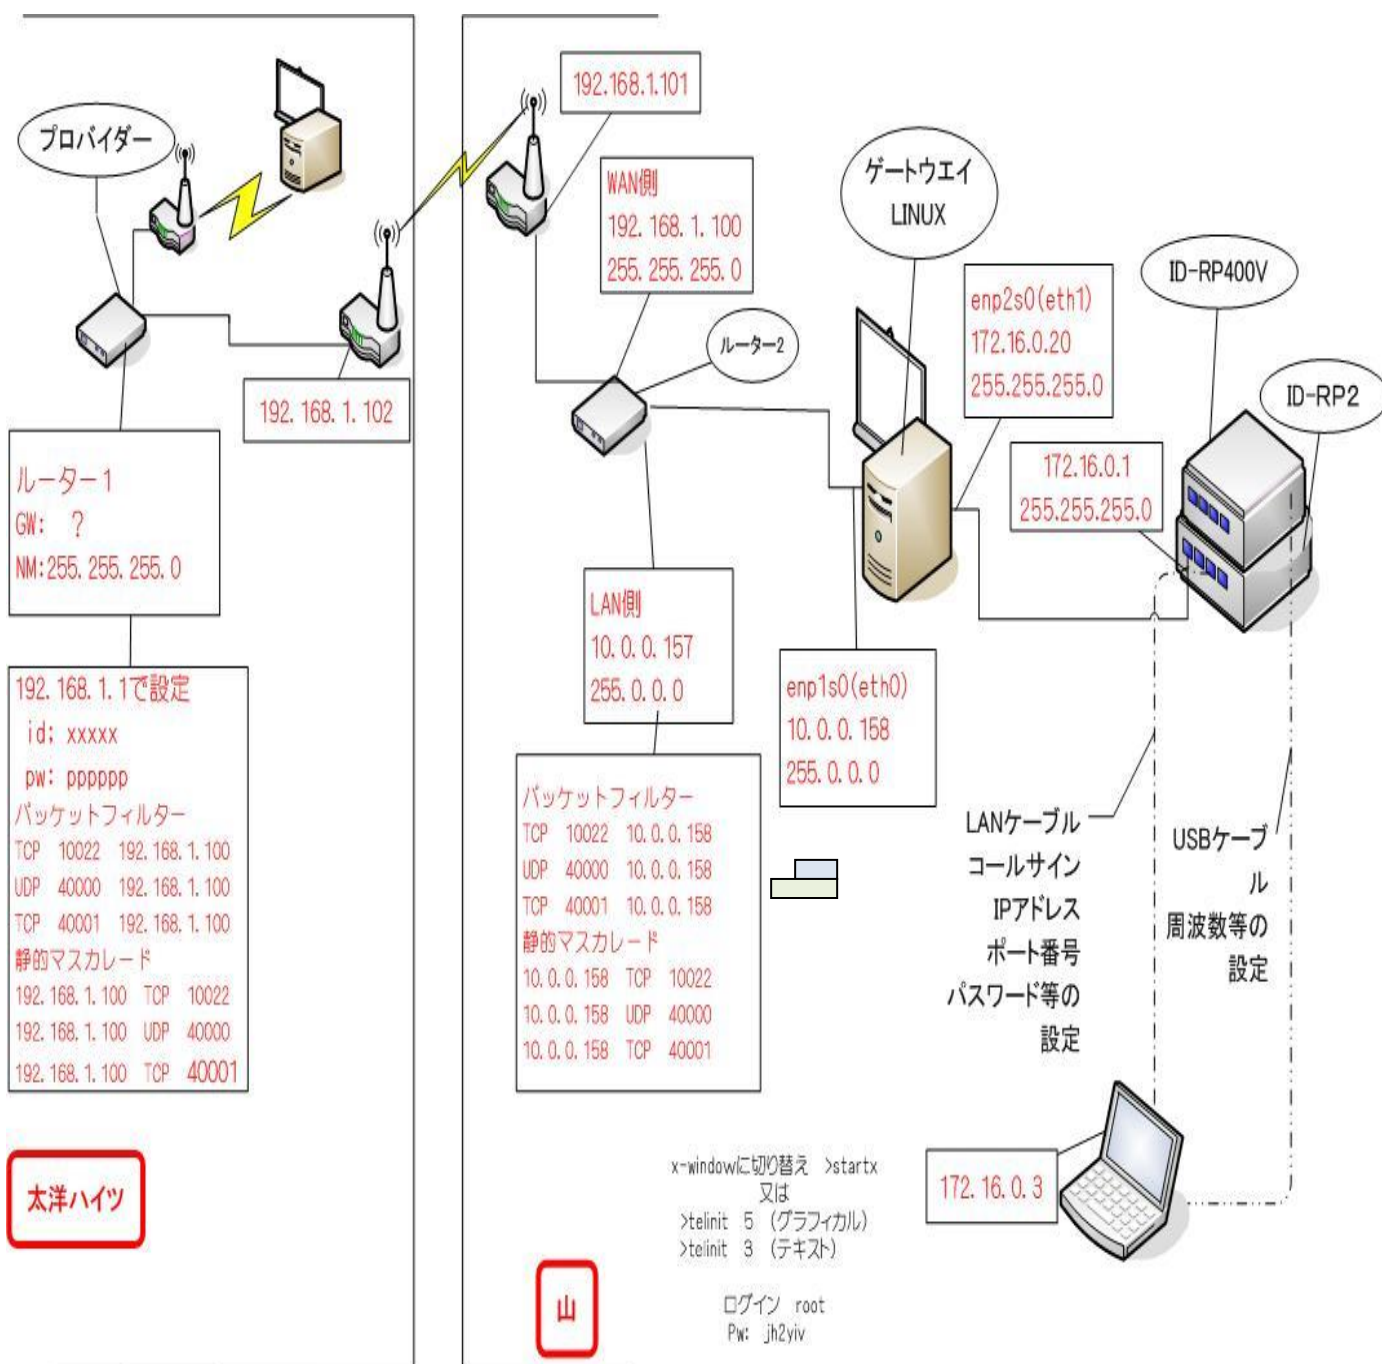 プロバイダー
192.168.1.102
ルーター1
GW: ?
NM:255.255.255.0
192.168.1.1で設定
id: xxxxx
pw: pppppp
パッケットフィルター
TCP 10022 192.168.1.100
UDP 40000 192.168.1.100
TCP 40001 192.168.1.100
静的マスカレード
192.168.1.100 TCP 10022
192.168.1.100 UDP 40000
192.168.1.100 TCP 40001
太洋ハイツ
192.168.1.101
WAN側
192.168.1.100
255.255.255.0
ルーター2
ゲートウエイ
LINUX
enp2s0(eth1)
172.16.0.20
255.255.255.0
ID-RP400V
ID-RP2
172.16.0.1
255.255.255.0
LAN側
10.0.0.157
255.0.0.0
enp1s0(eth0)
10.0.0.158
255.0.0.0
パッケットフィルター
TCP 10022 10.0.0.158
UDP 40000 10.0.0.158
TCP 40001 10.0.0.158
静的マスカレード
10.0.0.158 TCP 10022
10.0.0.158 UDP 40000
10.0.0.158 TCP 40001
LANケーブル
コールサイン
IPアドレス
ポート番号
パスワード等の
設定
USBケーブ
ル
周波数等の
設定
172.16.0.3
x-windowに切り替え >startx
又は
>telinit 5 (グラフィカル)
>telinit 3 (テキスト)
ログイン root
Pw: jh2yiv
山